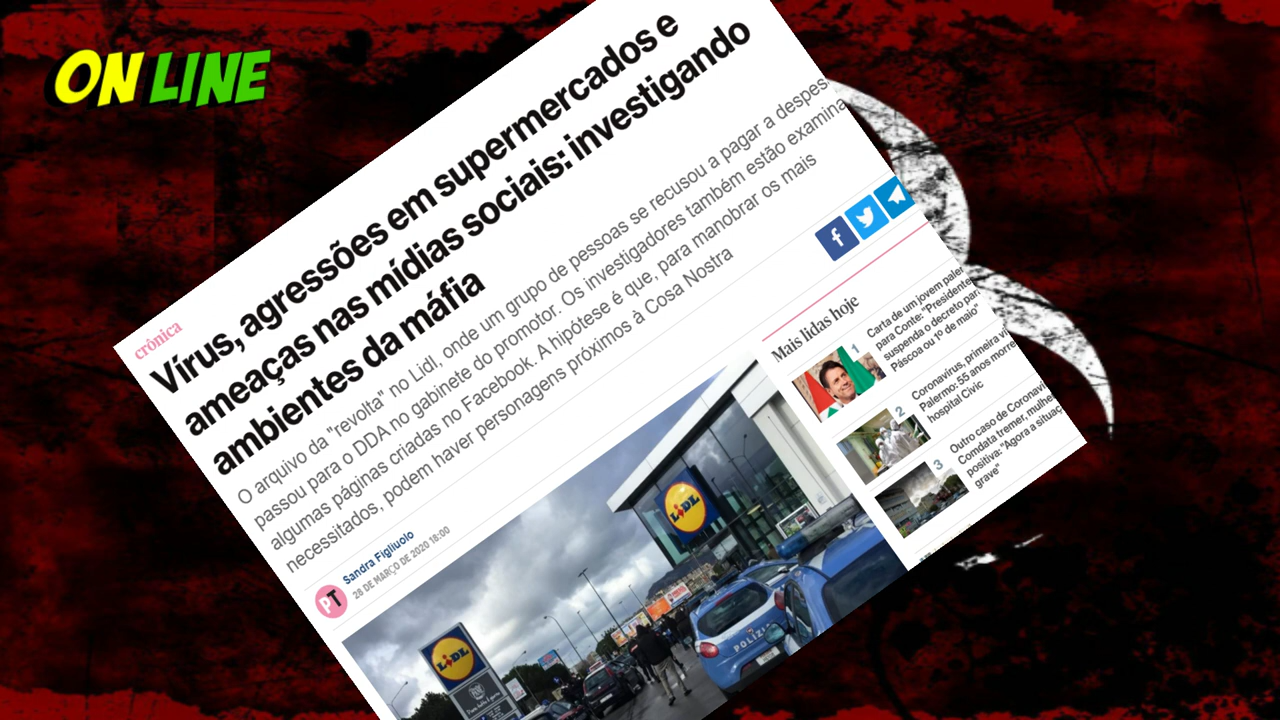 ON LINE
crônica
Vírus, agressões em supermercados e
ameaças nas mídias sociais: investigando
ambientes da máfia
O arquivo da "revolta" no Lidl, onde um grupo de pessoas se recusou a pagar a despes
passou para o DDA no gabinete do promotor. Os investigadores também estão examina
algumas páginas criadas no Facebook. A hipótese é que, para manobrar os mais
necessitados, podem haver personagens próximos à Cosa Nostra
PT
Sandra Figliuolo
28 DE MARÇO DE 2020 18:00
Mais lidas hoje
1
Carta de um jovem paler
para Conte: "Presidente
suspenda o decreto par
Páscoa ou 1º de maio"
2
Coronavírus, primeira ví
Palermo: 55 anos morre
hospital Civic
3
Outro caso de Coronaví
Comdata tremer, mulhe
positiva: "Agora a situaç
grave"
LIDL
LIDL
POLIZI